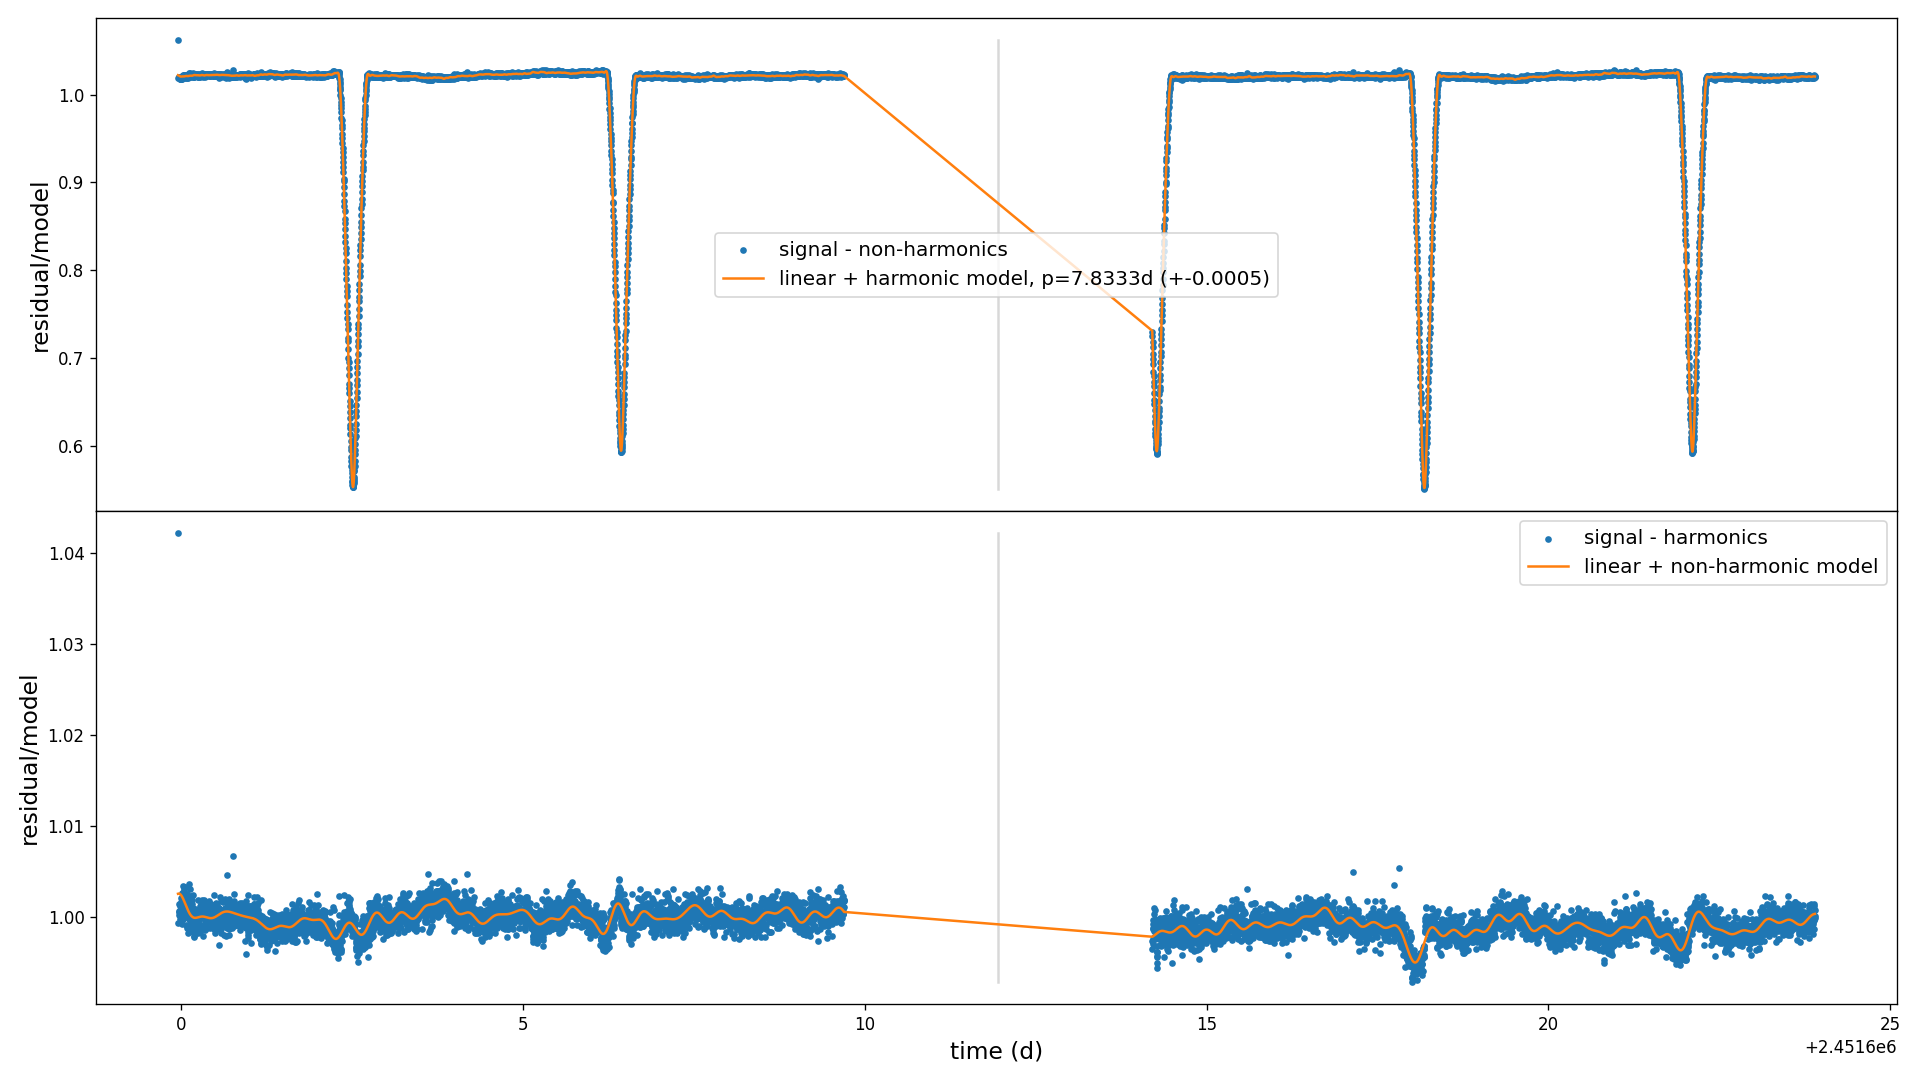 residual/model
1.0
0.9
0.8
0.7
0.6
signal - non-harmonics
linear + harmonic model, p=7.8333d (+-0.0005)
residual/model
1.04
1.03
1.02
1.01
1.00
signal - harmonics
linear + non-harmonic model
0 5 10 15 20 25
time (d)
+2.4516e6